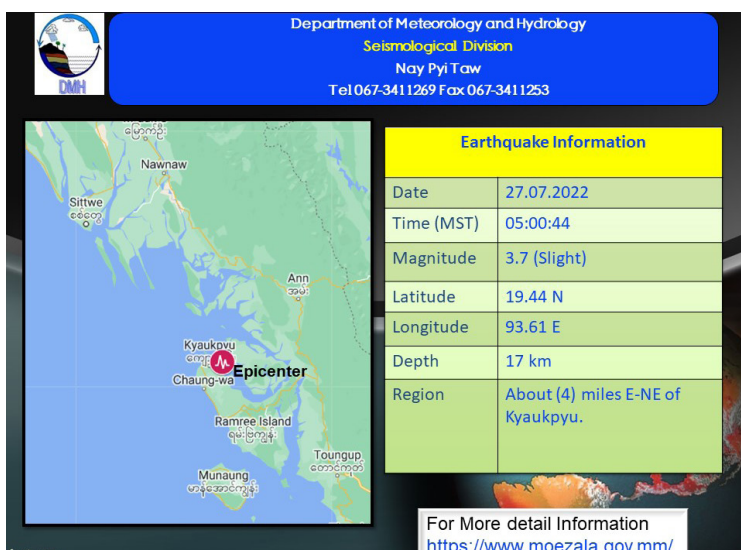 Department of Meteorology and Hydrology
Seismological Division
Nay Pyi Taw
Tel 067-3411269 Fax 067-3411253
DMH
မြောက်ဦး
Nawnaw
Sittwe
စစ်တွေ
Ann
အမ်း
Kyaukpyu
Epicenter
Chaung-wa
Ramree Island
ရမ်းဗြဲကျွန်း
Toungup
တောင်ကုတ်
Munaung
မာန်အောင်ကျွန်း
Earthquake Information
Date 27.07.2022
Time (MST) 05:00:44
Magnitude 3.7 (Slight)
Latitude 19.44 N
Longitude 93.61 E
Depth 17 km
Region About (4) miles E-NE of
Kyaukpyu.
For More detail Information
https://www.moezala.gov.mm/